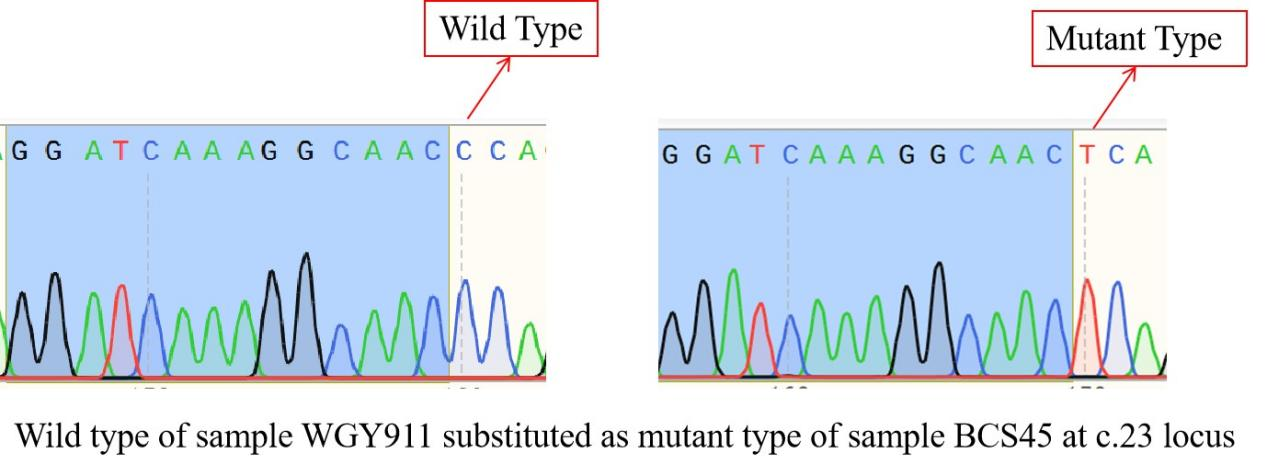 Wild Type
Mutant Type
G G A T C A A A G G C A A C C C A
G G A T C A A A G G C A A C T C A
Wild type of sample WGY911 substituted as mutant type of sample BCS45 at c.23 locus